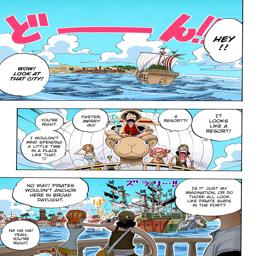 どーーん!!
HEY
!!
WOW!
LOOK AT
THAT CITY!
IT
LOOKS
LIKE A
RESORT!
A
RESORT?!
FASTER,
MERRY
GO!
YOU'RE
RIGHT.
I WOULDN'T
MIND SPENDING
A LITTLE
TIME
IN A PLACE
LIKE THAT.
IS IT JUST MY
IMAGINATION, OR
DO THOSE ALL
LOOK LIKE PIRATE
SHIPS IN
THE PORT?
NO WAY! PIRATES
WOULDN'T
ANCHOR
HERE IN BROAD
DAYLIGHT.
HA HA HA!
YEAH,
YOU'RE
RIGHT.